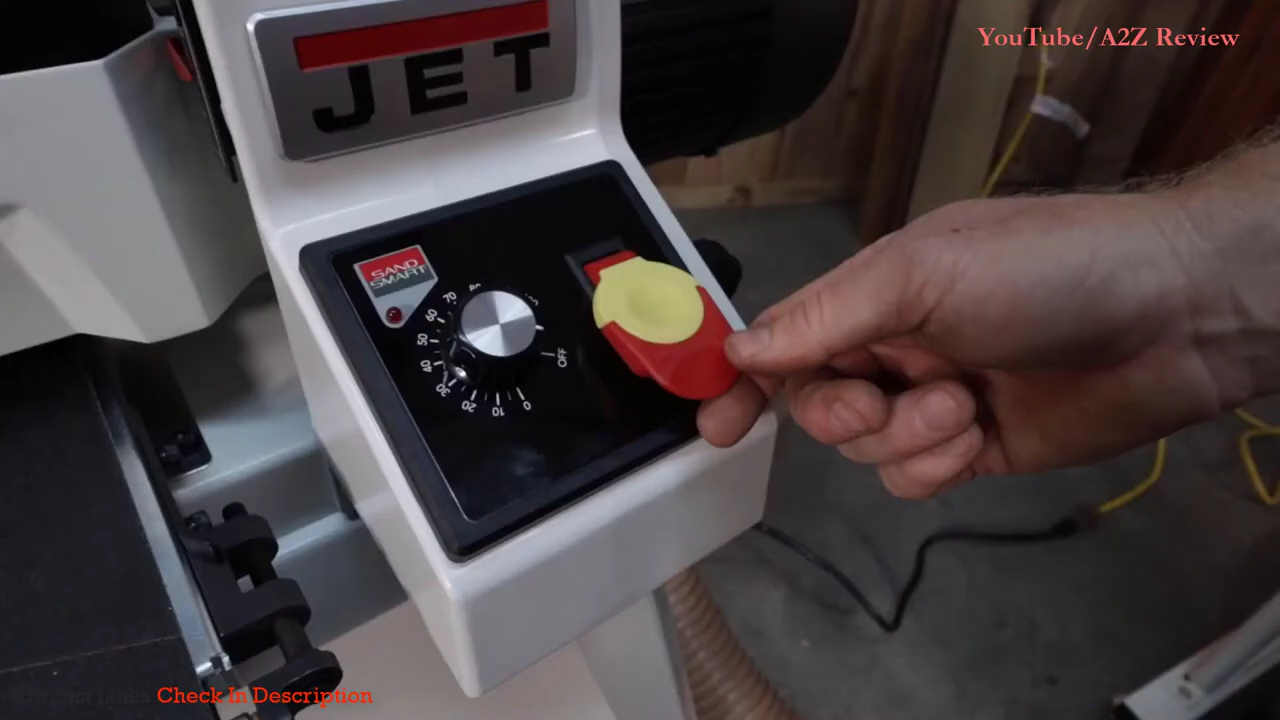 YouTube/A2Z Review
JET
SAND
SMART
OFF
70
60
50
40
30
20
10
0
Check In Description